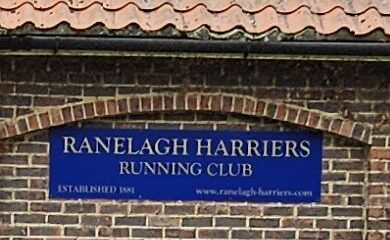 RANELAGH HARRIERS
RUNNING CLUB
ESTABLISHED 1881 www.ranelagh-harriers.com